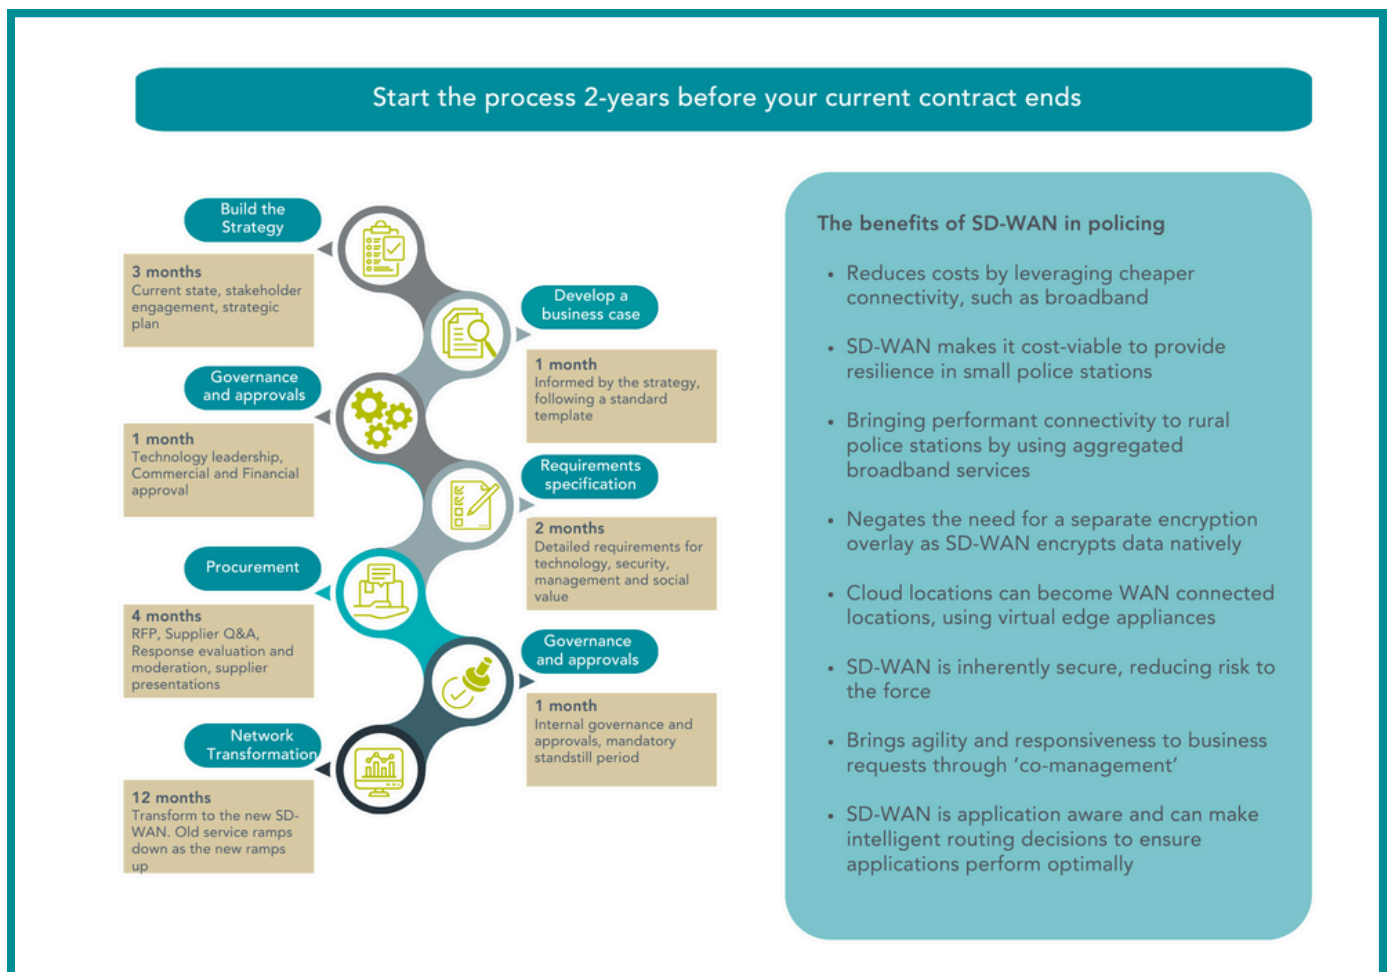 Start the process 2-years before your current contract ends
Build the
Strategy
3 months
Current state, stakeholder
engagement, strategic
plan
Develop a
business case
1 month
Informed by the strategy,
following a standard
template
Governance
and approvals
1 month
Technology leadership,
Commercial and Financial
approval
Requirements
specification
2 months
Detailed requirements for
technology, security,
management and social
value
Procurement
4 months
RFP, Supplier Q&A,
Response evaluation and
moderation, supplier
presentations
Governance
and approvals
1 month
Internal governance and
approvals, mandatory
standstill period
Network
Transformation
12 months
Transform to the new SD-
WAN. Old service ramps
down as the new ramps
up
The benefits of SD-WAN in policing
• Reduces costs by leveraging cheaper
connectivity, such as broadband
• SD-WAN makes it cost-viable to provide
resilience in small police stations
• Bringing performant connectivity to rural
police stations by using aggregated
broadband services
• Negates the need for a separate encryption
overlay as SD-WAN encrypts data natively
• Cloud locations can become WAN connected
locations, using virtual edge appliances
• SD-WAN is inherently secure, reducing risk to
the force
• Brings agility and responsiveness to business
requests through ‘co-management’
• SD-WAN is application aware and can make
intelligent routing decisions to ensure
applications perform optimally